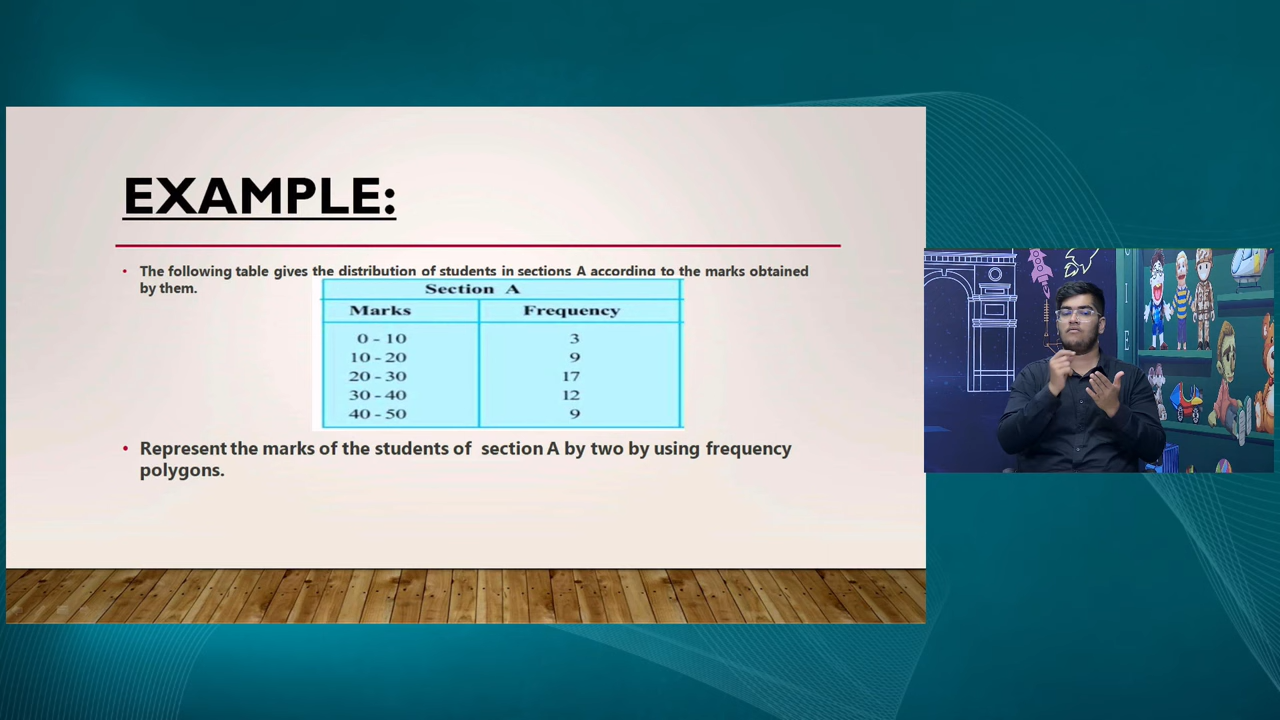 EXAMPLE:
• The following table gives the distribution of students in sections A according to the marks obtained
by them.
Section A
Marks Frequency
0 - 10 3
10 - 20 9
20 - 30 17
30 - 40 12
40 - 50 9
• Represent the marks of the students of section A by two by using frequency
polygons.